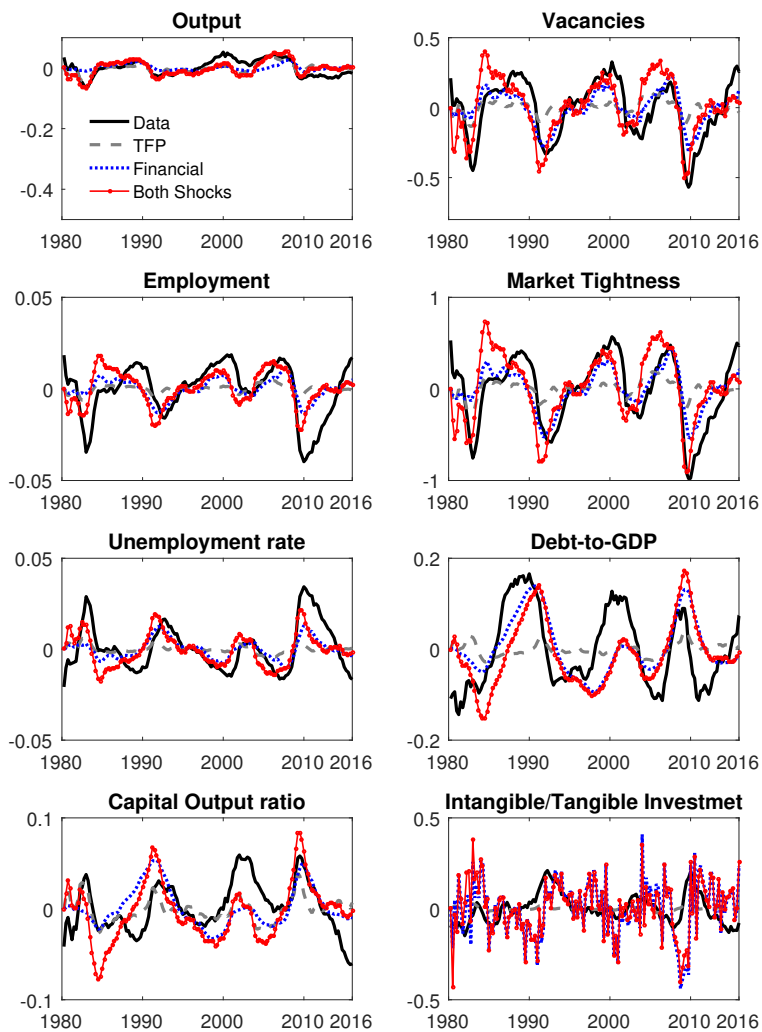 Output
0
-0.2
-0.4
1980 1990 2000 2010 2016
Data
TFP
Financial
Both Shocks
Vacancies
0.5
0
-0.5
1980 1990 2000 2010 2016
Employment
0.05
0
-0.05
1980 1990 2000 2010 2016
Market Tightness
1
0
-1
1980 1990 2000 2010 2016
Unemployment rate
0.05
0
-0.05
1980 1990 2000 2010 2016
Debt-to-GDP
0.2
0
-0.2
1980 1990 2000 2010 2016
Capital Output ratio
0.1
0
-0.1
1980 1990 2000 2010 2016
Intangible/Tangible Investmet
0.5
0
-0.5
1980 1990 2000 2010 2016